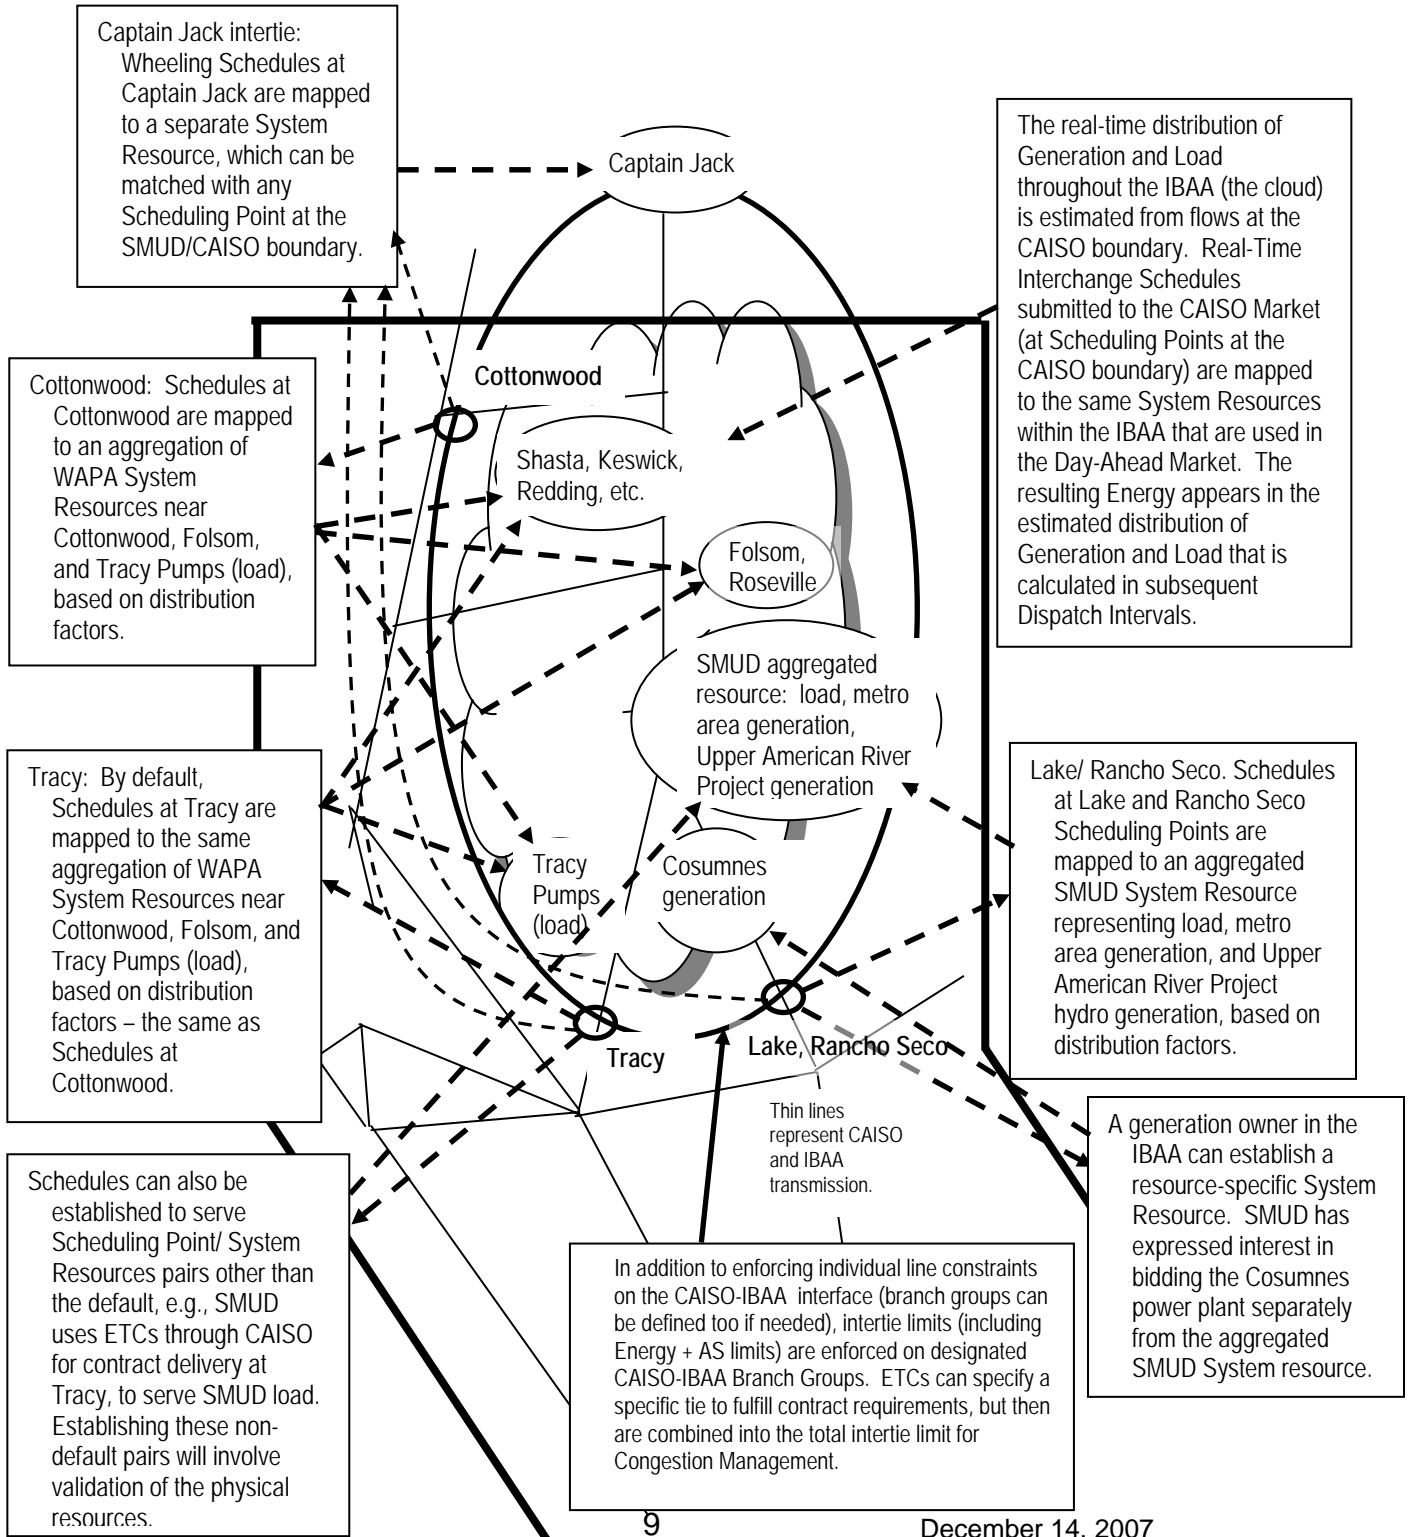 Captain Jack intertie:
Wheeling Schedules at
Captain Jack are mapped
to a separate System
Resource, which can be
matched with any
Scheduling Point at the
SMUD/CAISO boundary.
Captain Jack
The real-time distribution of
Generation and Load
throughout the IBAA (the cloud)
is estimated from flows at the
CAISO boundary. Real-Time
Interchange Schedules
submitted to the CAISO Market
(at Scheduling Points at the
CAISO boundary) are mapped
to the same System Resources
within the IBAA that are used in
the Day-Ahead Market. The
resulting Energy appears in the
estimated distribution of
Generation and Load that is
calculated in subsequent
Dispatch Intervals.
Cottonwood: Schedules at
Cottonwood are mapped
to an aggregation of
WAPA System
Resources near
Cottonwood, Folsom,
and Tracy Pumps (load),
based on distribution
factors.
Cottonwood
Shasta, Keswick,
Redding, etc.
Folsom,
Roseville
SMUD aggregated
resource: load, metro
area generation,
Upper American River
Project generation
Tracy: By default,
Schedules at Tracy are
mapped to the same
aggregation of WAPA
System Resources near
Cottonwood, Folsom, and
Tracy Pumps (load),
based on distribution
factors – the same as
Schedules at
Cottonwood.
Tracy
Pumps
(load)
Cosumnes
generation
Lake/ Rancho Seco. Schedules
at Lake and Rancho Seco
Scheduling Points are
mapped to an aggregated
SMUD System Resource
representing load, metro
area generation, and Upper
American River Project
hydro generation, based on
distribution factors.
Tracy
Lake, Rancho Seco
Thin lines
represent CAISO
and IBAA
transmission.
A generation owner in the
IBAA can establish a
resource-specific System
Resource. SMUD has
expressed interest in
bidding the Cosumnes
power plant separately
from the aggregated
SMUD System resource.
Schedules can also be
established to serve
Scheduling Point/ System
Resources pairs other than
the default, e.g., SMUD
uses ETCs through CAISO
for contract delivery at
Tracy, to serve SMUD load.
Establishing these non-
default pairs will involve
validation of the physical
resources.
In addition to enforcing individual line constraints
on the CAISO-IBAA interface (branch groups can
be defined too if needed), intertie limits (including
Energy + AS limits) are enforced on designated
CAISO-IBAA Branch Groups. ETCs can specify a
specific tie to fulfill contract requirements, but then
are combined into the total intertie limit for
Congestion Management.
9
December 14, 2007